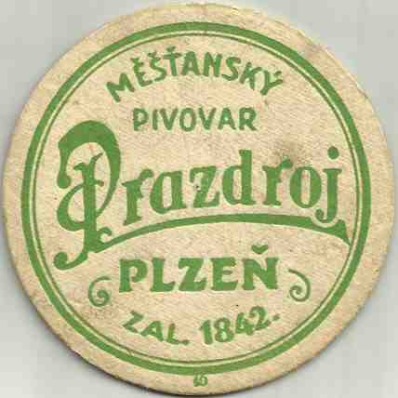 MĚŠŤANSKÝ
PIVOVAR
Prazdroj
PLZEŇ
ZAL. 1842.